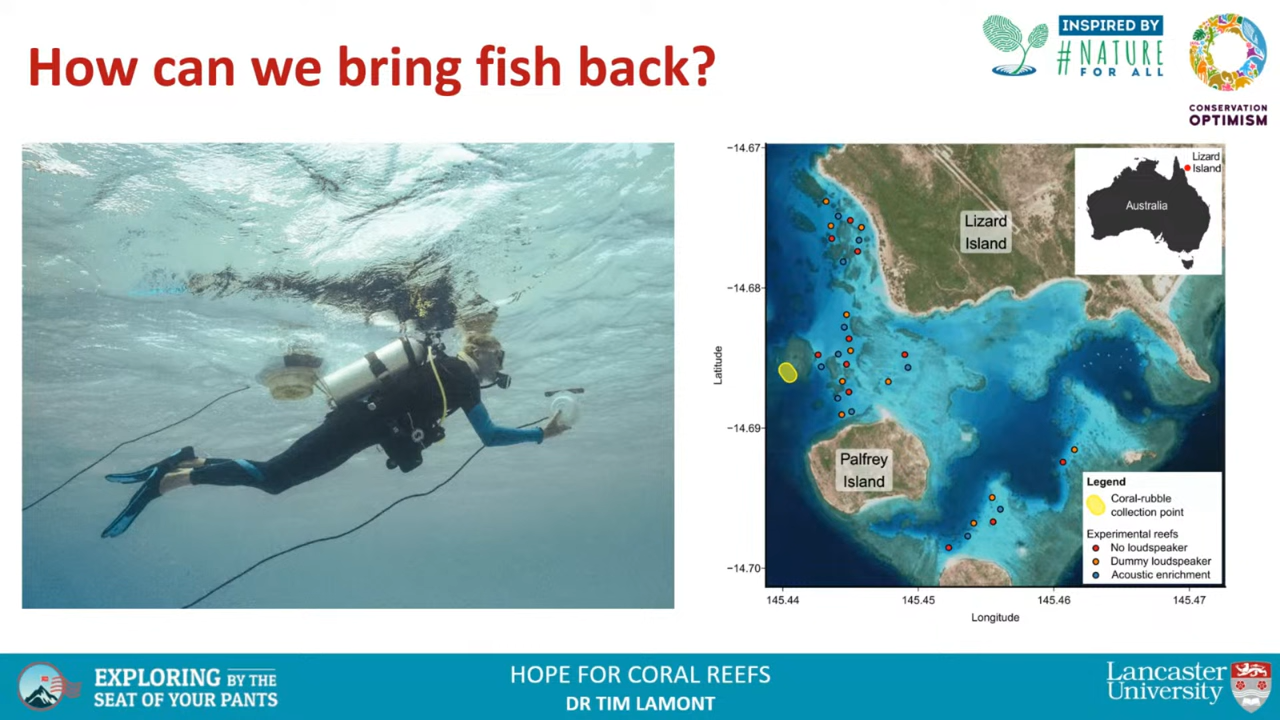 How can we bring fish back?
INSPIRED BY
#NATURE
FOR ALL
CONSERVATION
OPTIMISM
−14.67
−14.68
−14.69
−14.70
Latitude
145.44
145.45
145.46
145.47
Longitude
Lizard
Island
Palfrey
Island
Lizard
Island
Australia
Legend
Coral-rubble
collection point
Experimental reefs
No loudspeaker
Dummy loudspeaker
Acoustic enrichment
EXPLORING BY THE
SEAT OF YOUR PANTS
HOPE FOR CORAL REEFS
DR TIM LAMONT
Lancaster
University